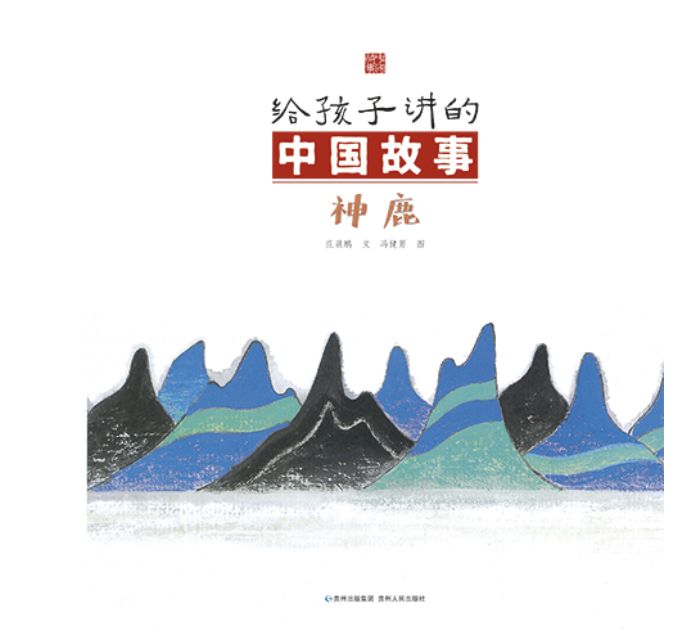 给孩子讲的
中国故事
神鹿
庄展鹏 文 冯健男 图
贵州出版集团 贵州人民出版社